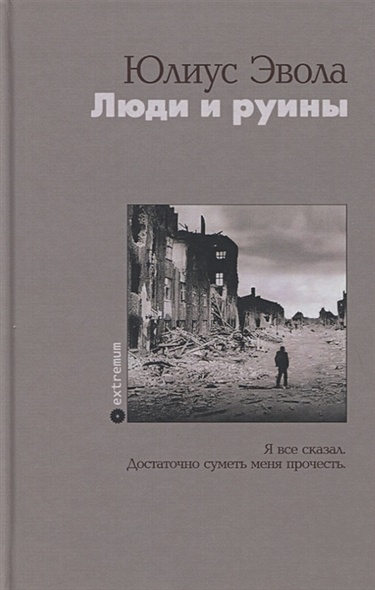 Юлиус Эвола
Люди и руины
extremum
Я все сказал.
Достаточно суметь меня прочесть.